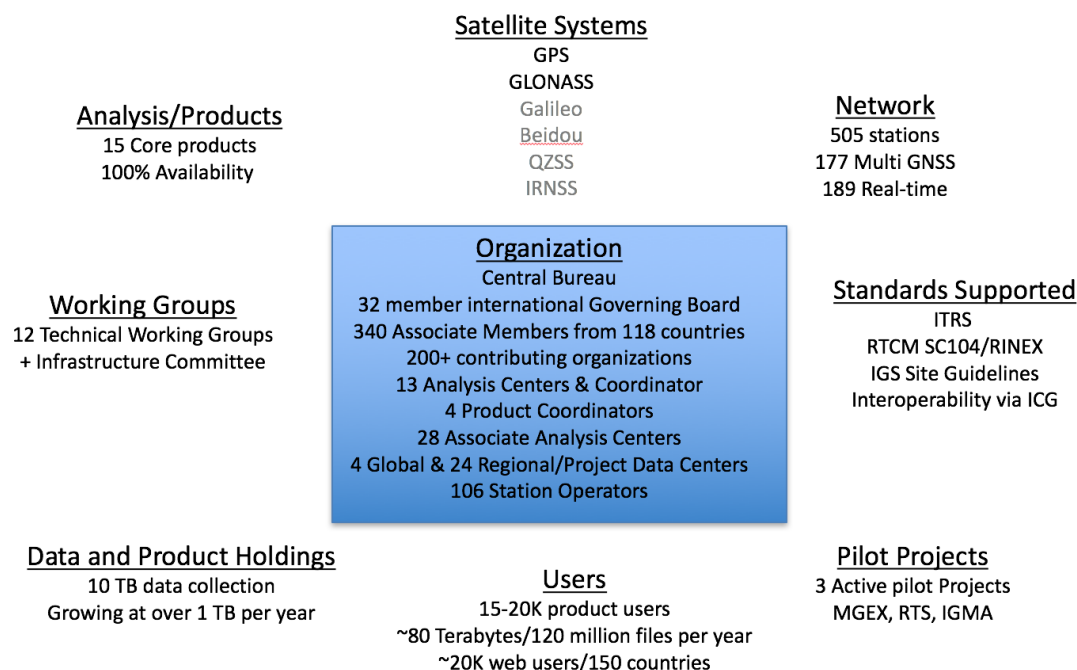 Satellite Systems
GPS
GLONASS
Galileo
Beidou
QZSS
IRNSS
Analysis/Products
15 Core products
100% Availability
Network
505 stations
177 Multi GNSS
189 Real-time
Organization
Central Bureau
32 member international Governing Board
340 Associate Members from 118 countries
200+ contributing organizations
13 Analysis Centers & Coordinator
4 Product Coordinators
28 Associate Analysis Centers
4 Global & 24 Regional/Project Data Centers
106 Station Operators
Working Groups
12 Technical Working Groups
+ Infrastructure Committee
Standards Supported
ITRS
RTCM SC104/RINEX
IGS Site Guidelines
Interoperability via ICG
Data and Product Holdings
10 TB data collection
Growing at over 1 TB per year
Users
15-20K product users
~80 Terabytes/120 million files per year
~20K web users/150 countries
Pilot Projects
3 Active pilot Projects
MGEX, RTS, IGMA